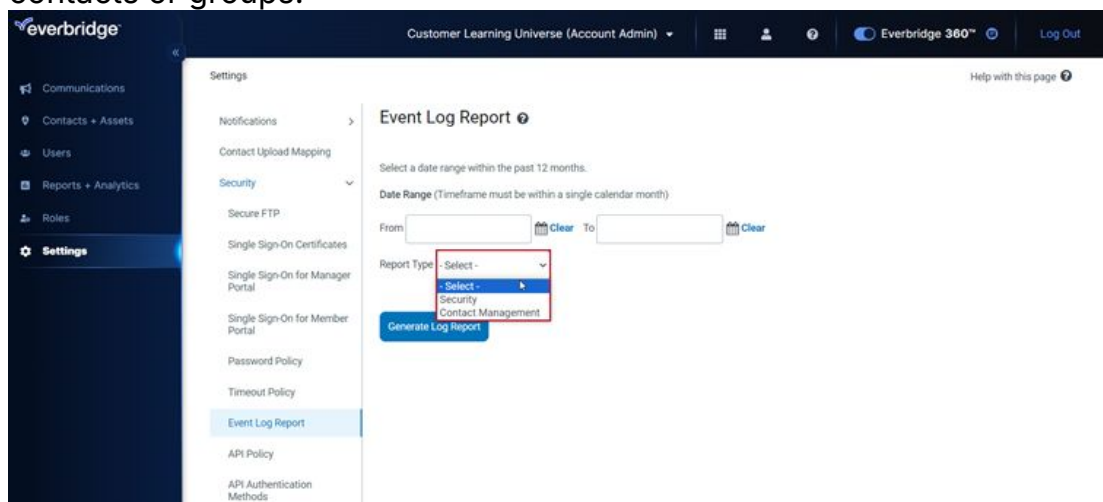 contacts or groups.
everbridge
Customer Learning Universe (Account Admin)
Everbridge 360™
Log Out
«
Communications
Contacts + Assets
Users
Reports + Analytics
Roles
Settings
Settings
Help with this page
Notifications
Contact Upload Mapping
Security
Secure FTP
Single Sign-On Certificates
Single Sign-On for Manager
Portal
Single Sign-On for Member
Portal
Password Policy
Timeout Policy
Event Log Report
API Policy
API Authentication
Methods
Event Log Report
Select a date range within the past 12 months.
Date Range (Timeframe must be within a single calendar month)
From Clear To Clear
Report Type - Select -
- Select -
Security
Contact Management
Generate Log Report